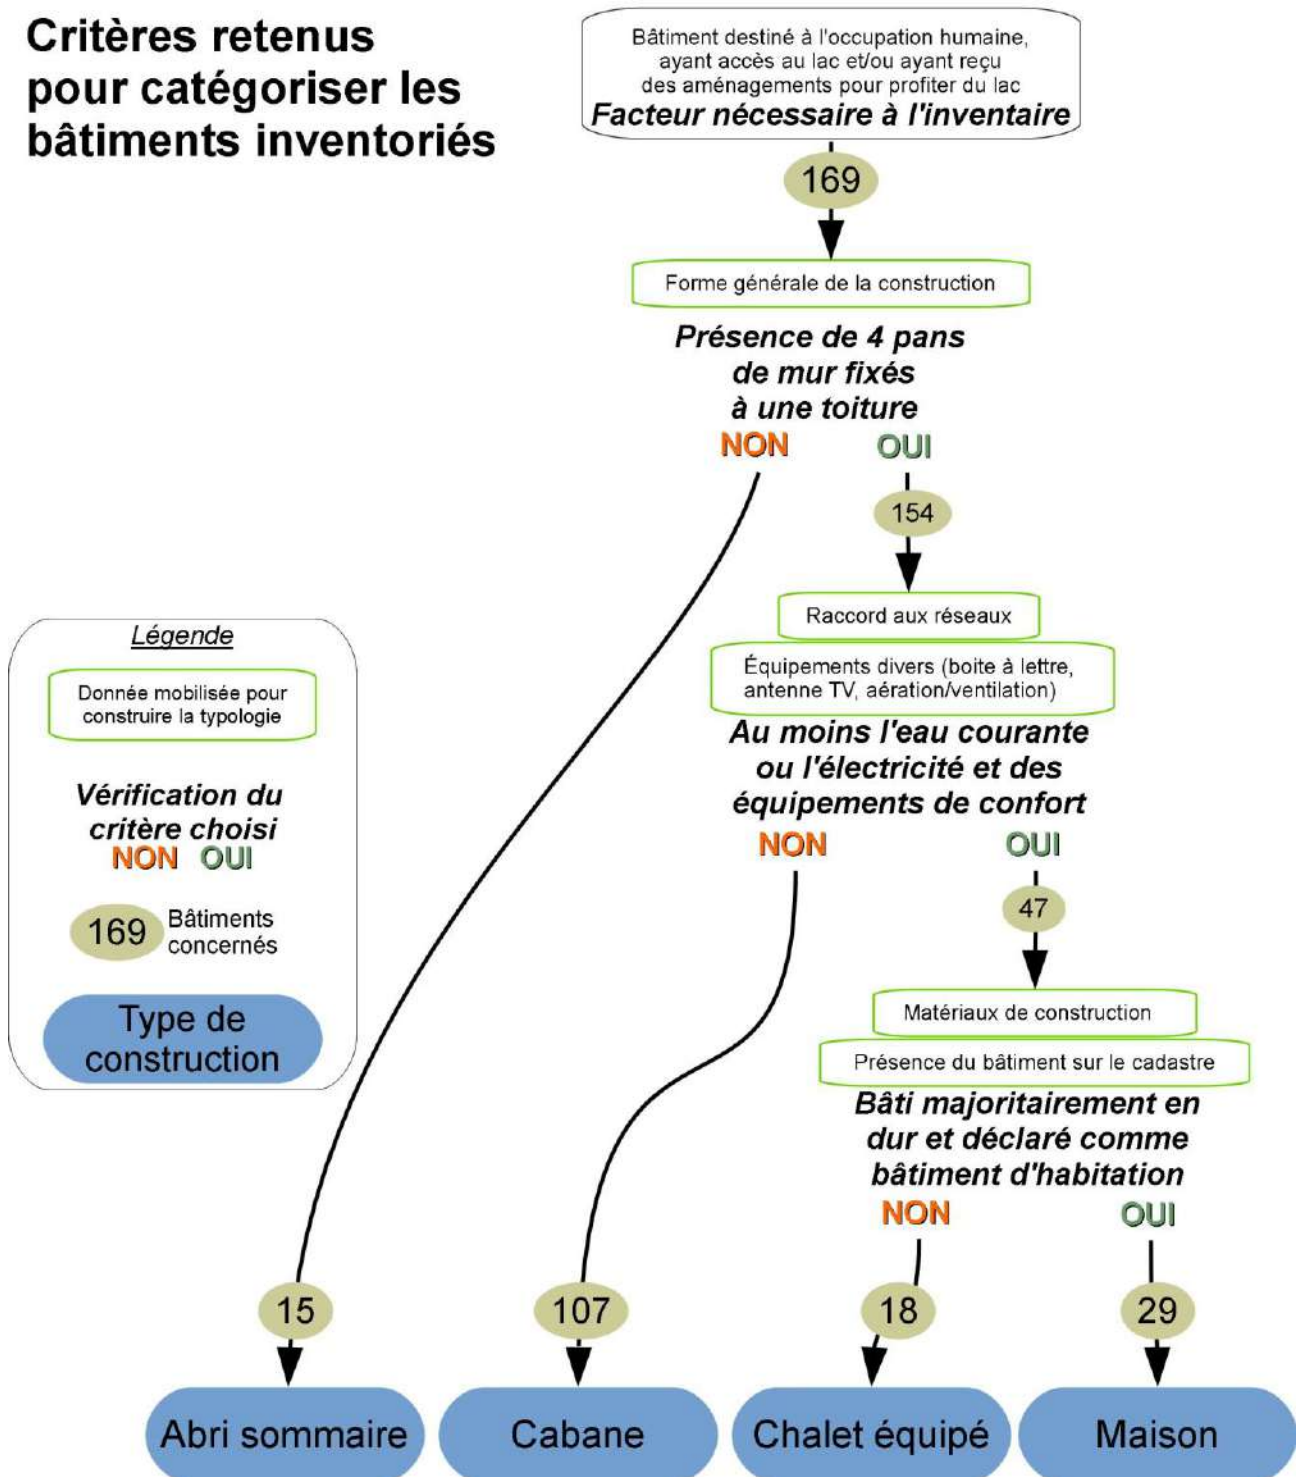 Critères retenus
pour catégoriser les
bâtiments inventoriés
Bâtiment destiné à l'occupation humaine,
ayant accès au lac et/ou ayant reçu
des aménagements pour profiter du lac
Facteur nécessaire à l'inventaire
169
Forme générale de la construction
Présence de 4 pans
de mur fixés
à une toiture
NON OUI
154
Raccord aux réseaux
Équipements divers (boite à lettre,
antenne TV, aération/ventilation)
Au moins l'eau courante
ou l'électricité et des
équipements de confort
NON OUI
47
Matériaux de construction
Présence du bâtiment sur le cadastre
Bâti majoritairement en
dur et déclaré comme
bâtiment d'habitation
NON OUI
15 107 18 29
Abri sommaire Cabane Chalet équipé Maison
Légende
Donnée mobilisée pour
construire la typologie
Vérification du
critère choisi
NON OUI
169 Bâtiments
concernés
Type de
construction